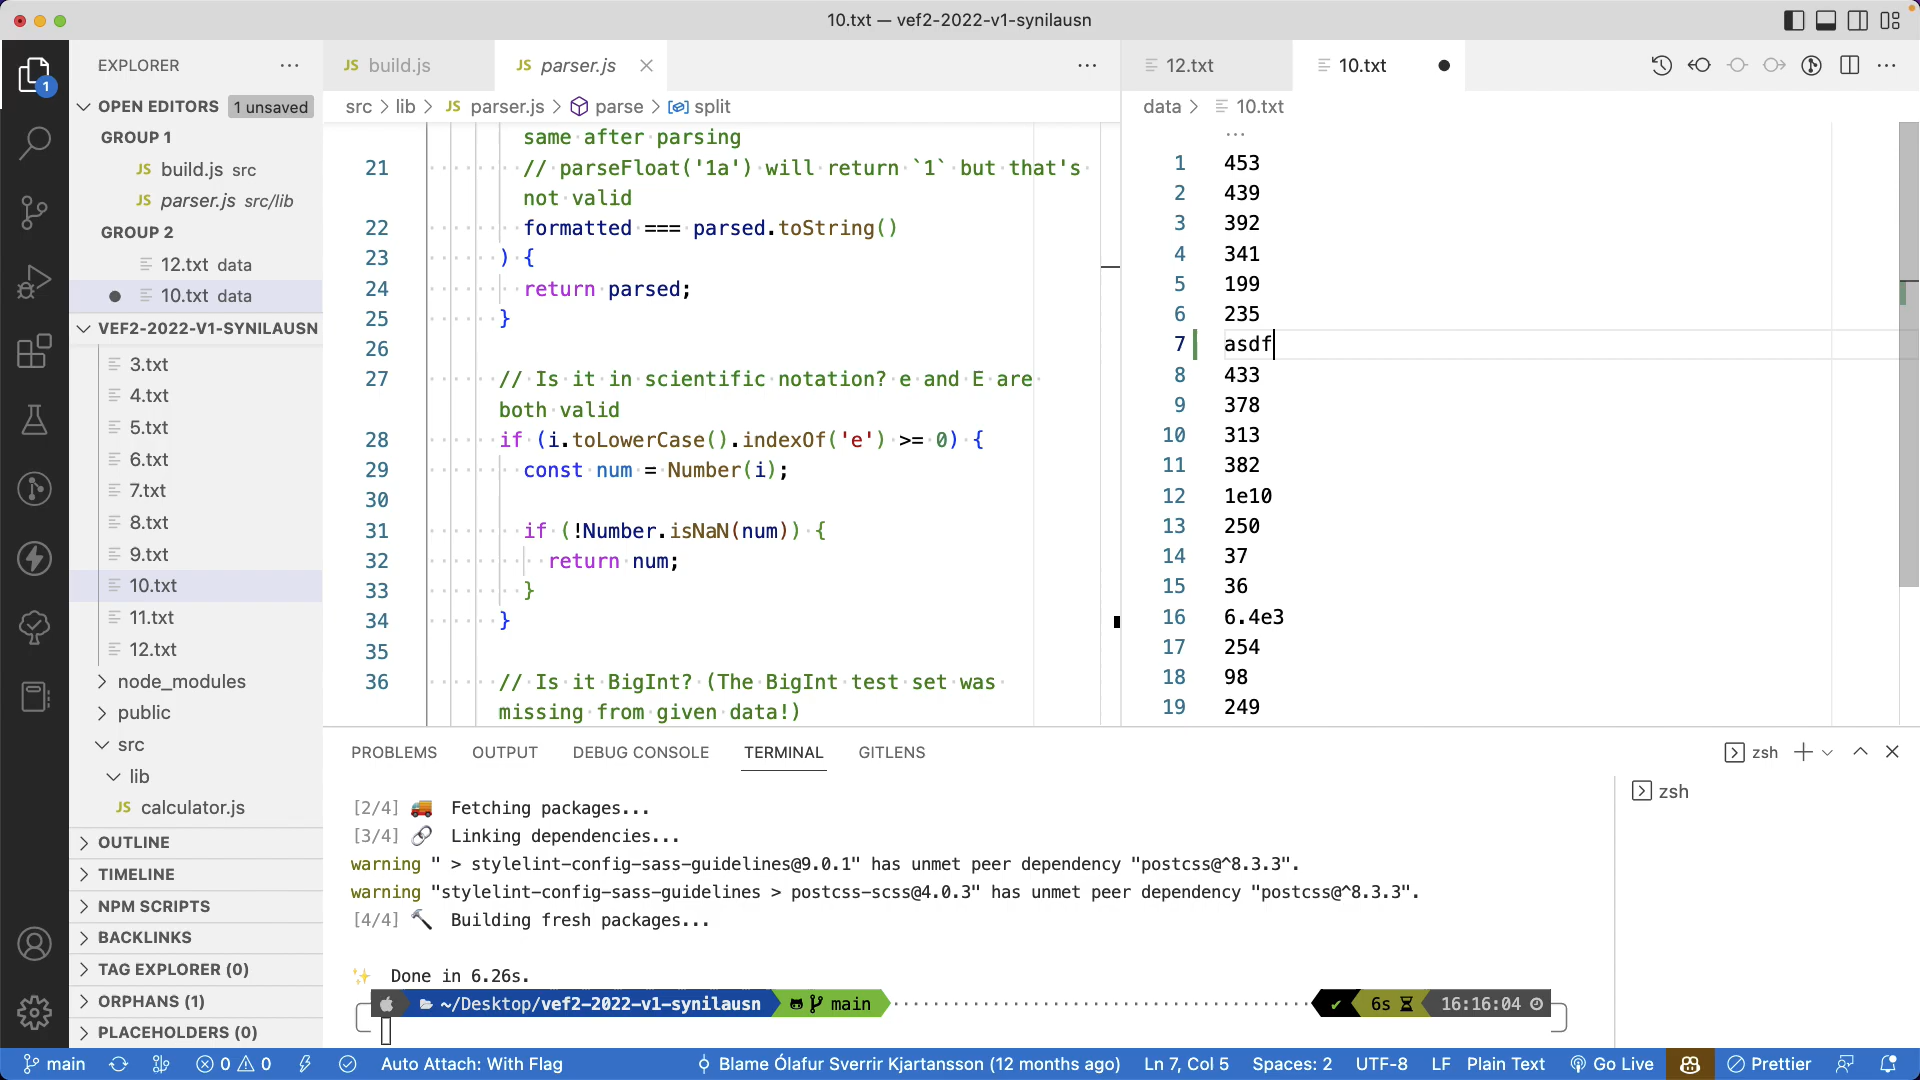 10.txt — vef2-2022-v1-synilausn
EXPLORER
1
OPEN EDITORS 1 unsaved
GROUP 1
JS build.js src
JS parser.js src/lib
GROUP 2
12.txt data
10.txt data
VEF2-2022-V1-SYNILAUSN
3.txt
4.txt
5.txt
6.txt
7.txt
8.txt
9.txt
10.txt
11.txt
12.txt
node_modules
public
src
lib
JS calculator.js
OUTLINE
TIMELINE
NPM SCRIPTS
BACKLINKS
TAG EXPLORER (0)
ORPHANS (1)
PLACEHOLDERS (0)
JS build.js
JS parser.js
src > lib > JS parser.js > parse > split
same after parsing
21 // parseFloat('1a') will return `1` but that's
not valid
22 formatted === parsed.toString()
23 ) {
24 return parsed;
25 }
26
27 // Is it in scientific notation? e and E are
both valid
28 if (i.toLowerCase().indexOf('e') >= 0) {
29 const num = Number(i);
30
31 if (!Number.isNaN(num)) {
32 return num;
33 }
34 }
35
36 // Is it BigInt? (The BigInt test set was
missing from given data!)
12.txt
10.txt
data > 10.txt
...
1 453
2 439
3 392
4 341
5 199
6 235
7 asdf
8 433
9 378
10 313
11 382
12 1e10
13 250
14 37
15 36
16 6.4e3
17 254
18 98
19 249
PROBLEMS OUTPUT DEBUG CONSOLE TERMINAL GITLENS
zsh
zsh
[2/4] 🚚 Fetching packages...
[3/4] 🔗 Linking dependencies...
warning " > stylelint-config-sass-guidelines@9.0.1" has unmet peer dependency "postcss@^8.3.3".
warning "stylelint-config-sass-guidelines > postcss-scss@4.0.3" has unmet peer dependency "postcss@^8.3.3".
[4/4] 🔨 Building fresh packages...
✨ Done in 6.26s.
~/Desktop/vef2-2022-v1-synilausn main ✔ 6s 16:16:04
main 0 0 Auto Attach: With Flag Blame Ólafur Sverrir Kjartansson (12 months ago) Ln 7, Col 5 Spaces: 2 UTF-8 LF Plain Text Go Live Prettier